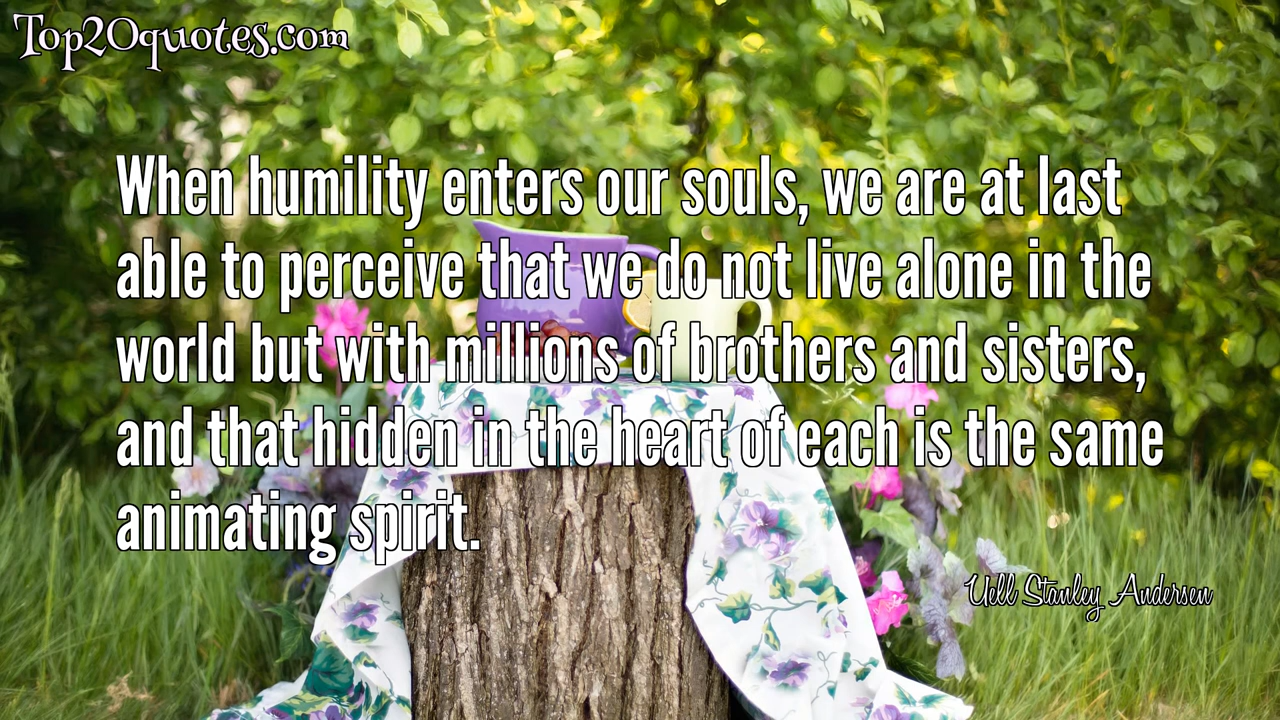 Top20quotes.com
When humility enters our souls, we are at last
able to perceive that we do not live alone in the
world but with millions of brothers and sisters,
and that hidden in the heart of each is the same
animating spirit.
Uell Stanley Andersen